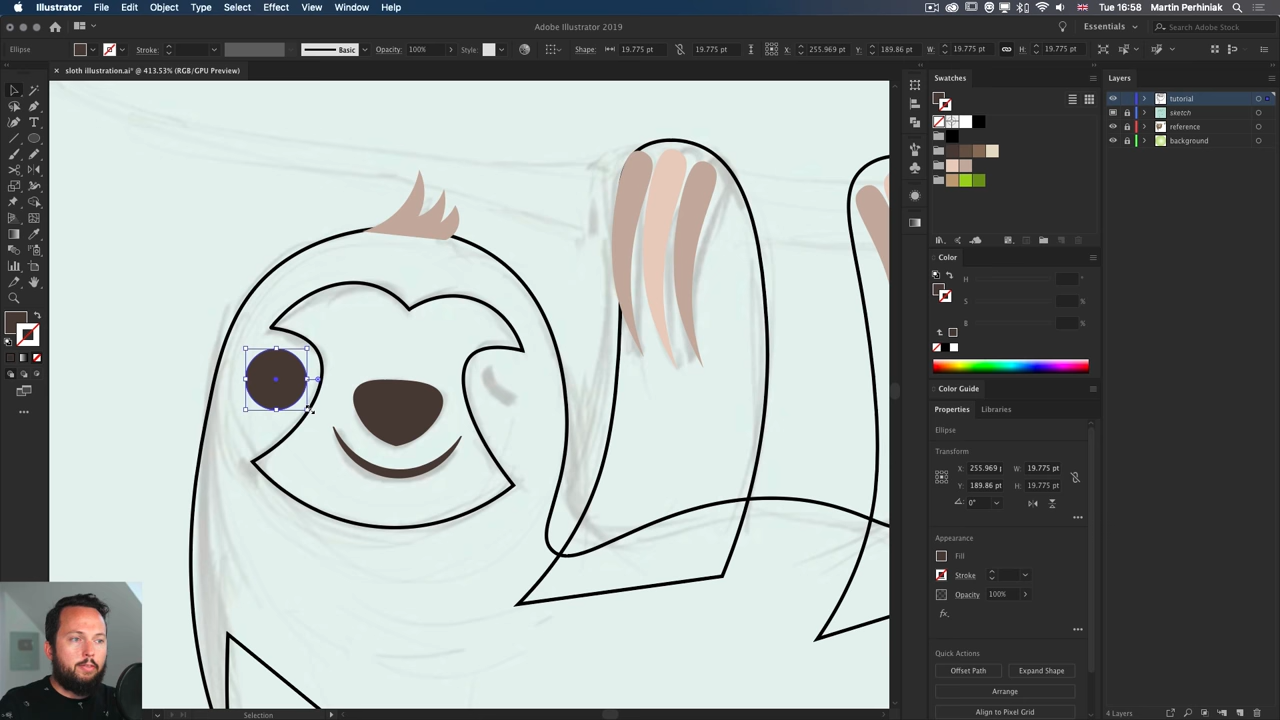 Illustrator File Edit Object Type Select Effect View Window Help
Tue 16:58 Martin Perhiniak
Adobe Illustrator 2019
Essentials
Search Adobe Stock
Ellipse Stroke: Basic Opacity: 100% Style: Shape: 19.775 pt 19.775 pt X: 255.969 pt Y: 189.86 pt W: 19.775 pt H: 19.775 pt
× sloth illustration.ai* @ 413.53% (RGB/GPU Preview)
Swatches
Layers
tutorial
sketch
reference
background
Color
H
S %
B %
Color Guide
Properties Libraries
Ellipse
Transform
X: 255.969 p W: 19.775 pt
Y: 189.86 pt H: 19.775 pt
0°
Appearance
Fill
Stroke
Opacity 100%
fx.
Quick Actions
Offset Path Expand Shape
Arrange
Align to Pixel Grid
Selection
4 Layers